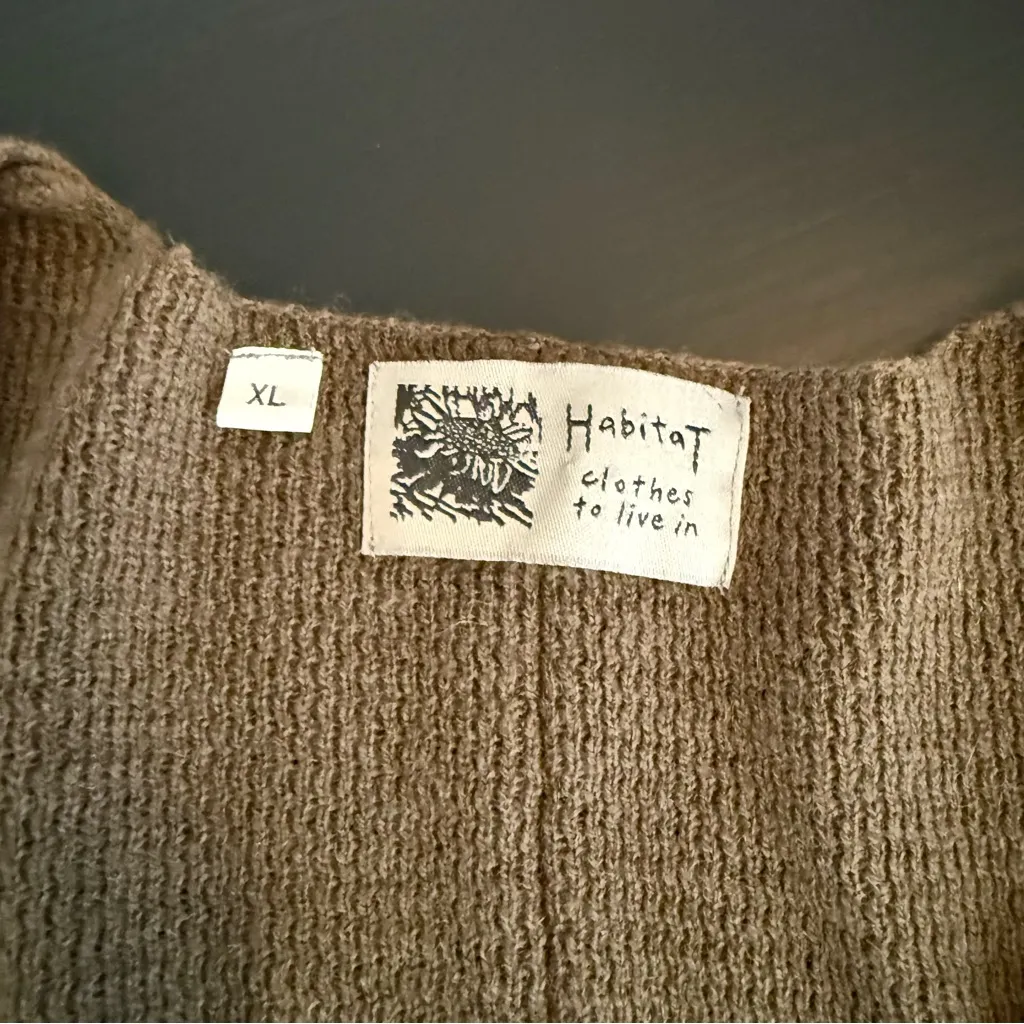 XL
HabitaT
clothes
to live in